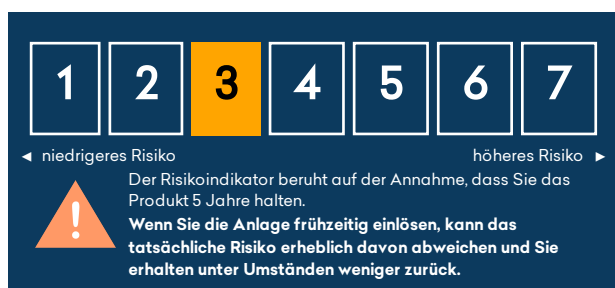 1 2 3 4 5 6 7
◄ niedrigeres Risiko höheres Risiko ►
Der Risikoindikator beruht auf der Annahme, dass Sie das
Produkt 5 Jahre halten.
Wenn Sie die Anlage frühzeitig einlösen, kann das
tatsächliche Risiko erheblich davon abweichen und Sie
erhalten unter Umständen weniger zurück.